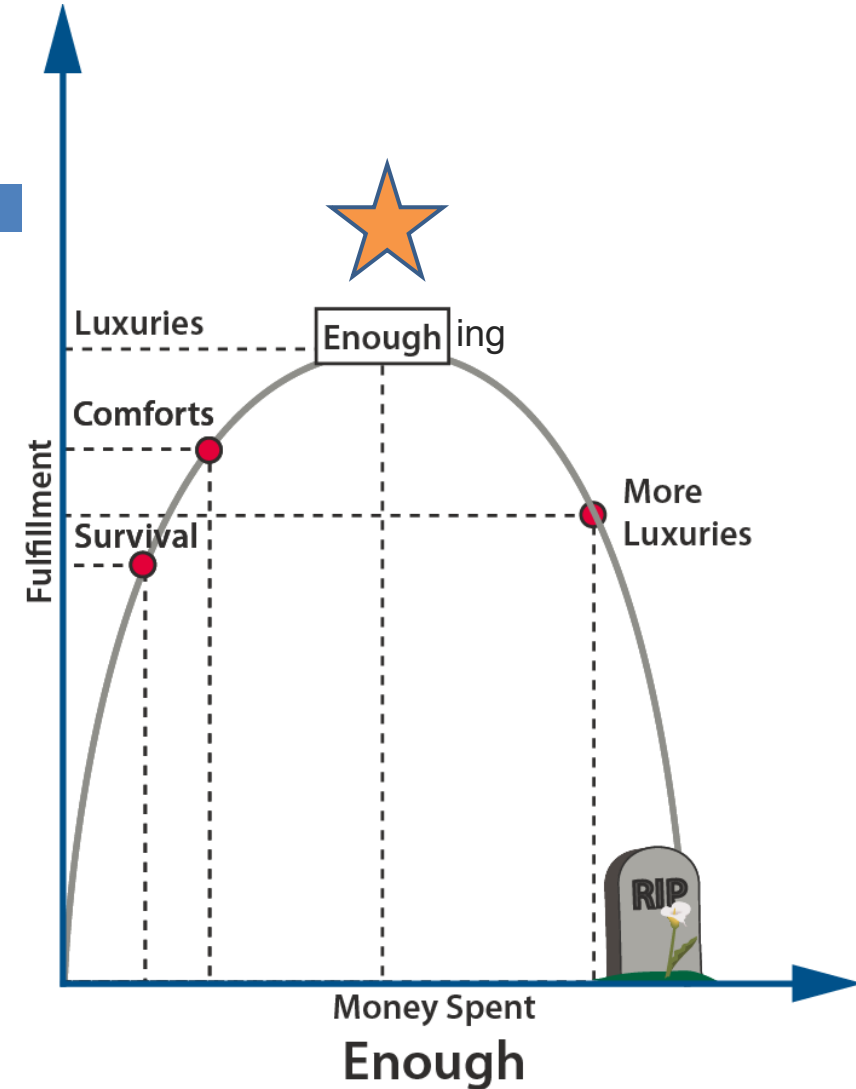 Luxuries
Enough ing
Comforts
Fulfillment
More
Luxuries
Survival
RIP
Money Spent
Enough